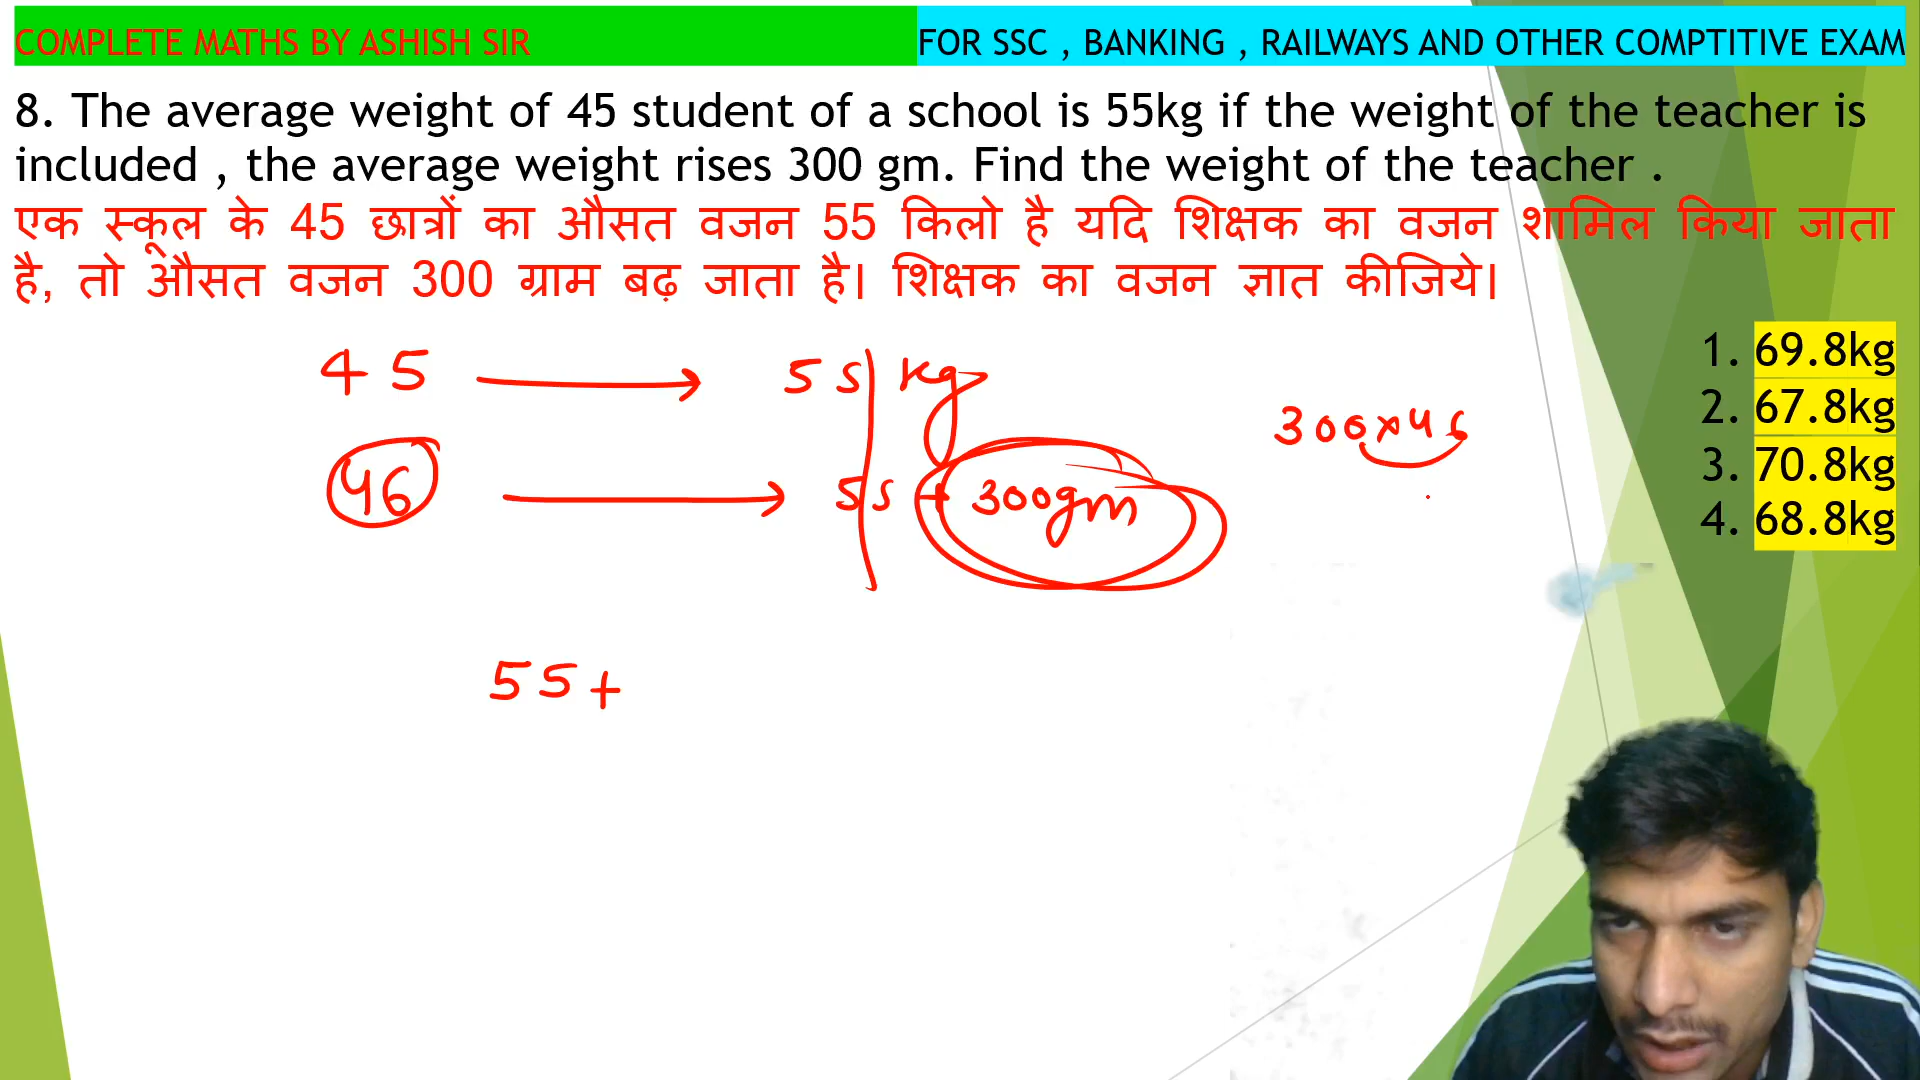 COMPLETE MATHS BY ASHISH SIR
FOR SSC , BANKING , RAILWAYS AND OTHER COMPTITIVE EXAM
8. The average weight of 45 student of a school is 55kg if the weight of the teacher is
included , the average weight rises 300 gm. Find the weight of the teacher .
एक स्कूल के 45 छात्रों का औसत वजन 55 किलो है यदि शिक्षक का वजन शामिल किया जाता
है, तो औसत वजन 300 ग्राम बढ़ जाता है। शिक्षक का वजन ज्ञात कीजिये।
1. 69.8kg
2. 67.8kg
3. 70.8kg
4. 68.8kg
45 → 55 kg
46 → 55 + 300gm
300×46
55+